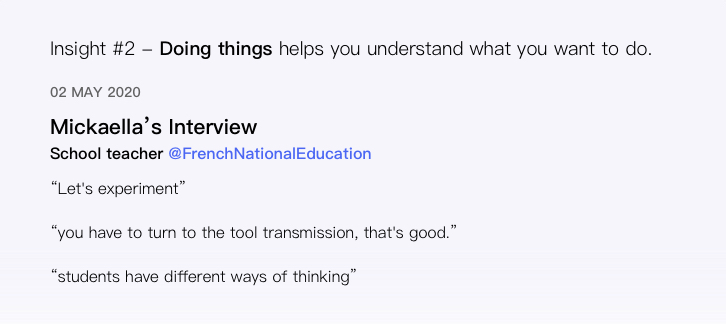 Insight #2 – Doing things helps you understand what you want to do.
02 MAY 2020
Mickaella’s Interview
School teacher @FrenchNationalEducation
“Let's experiment”
“you have to turn to the tool transmission, that's good.”
“students have different ways of thinking”